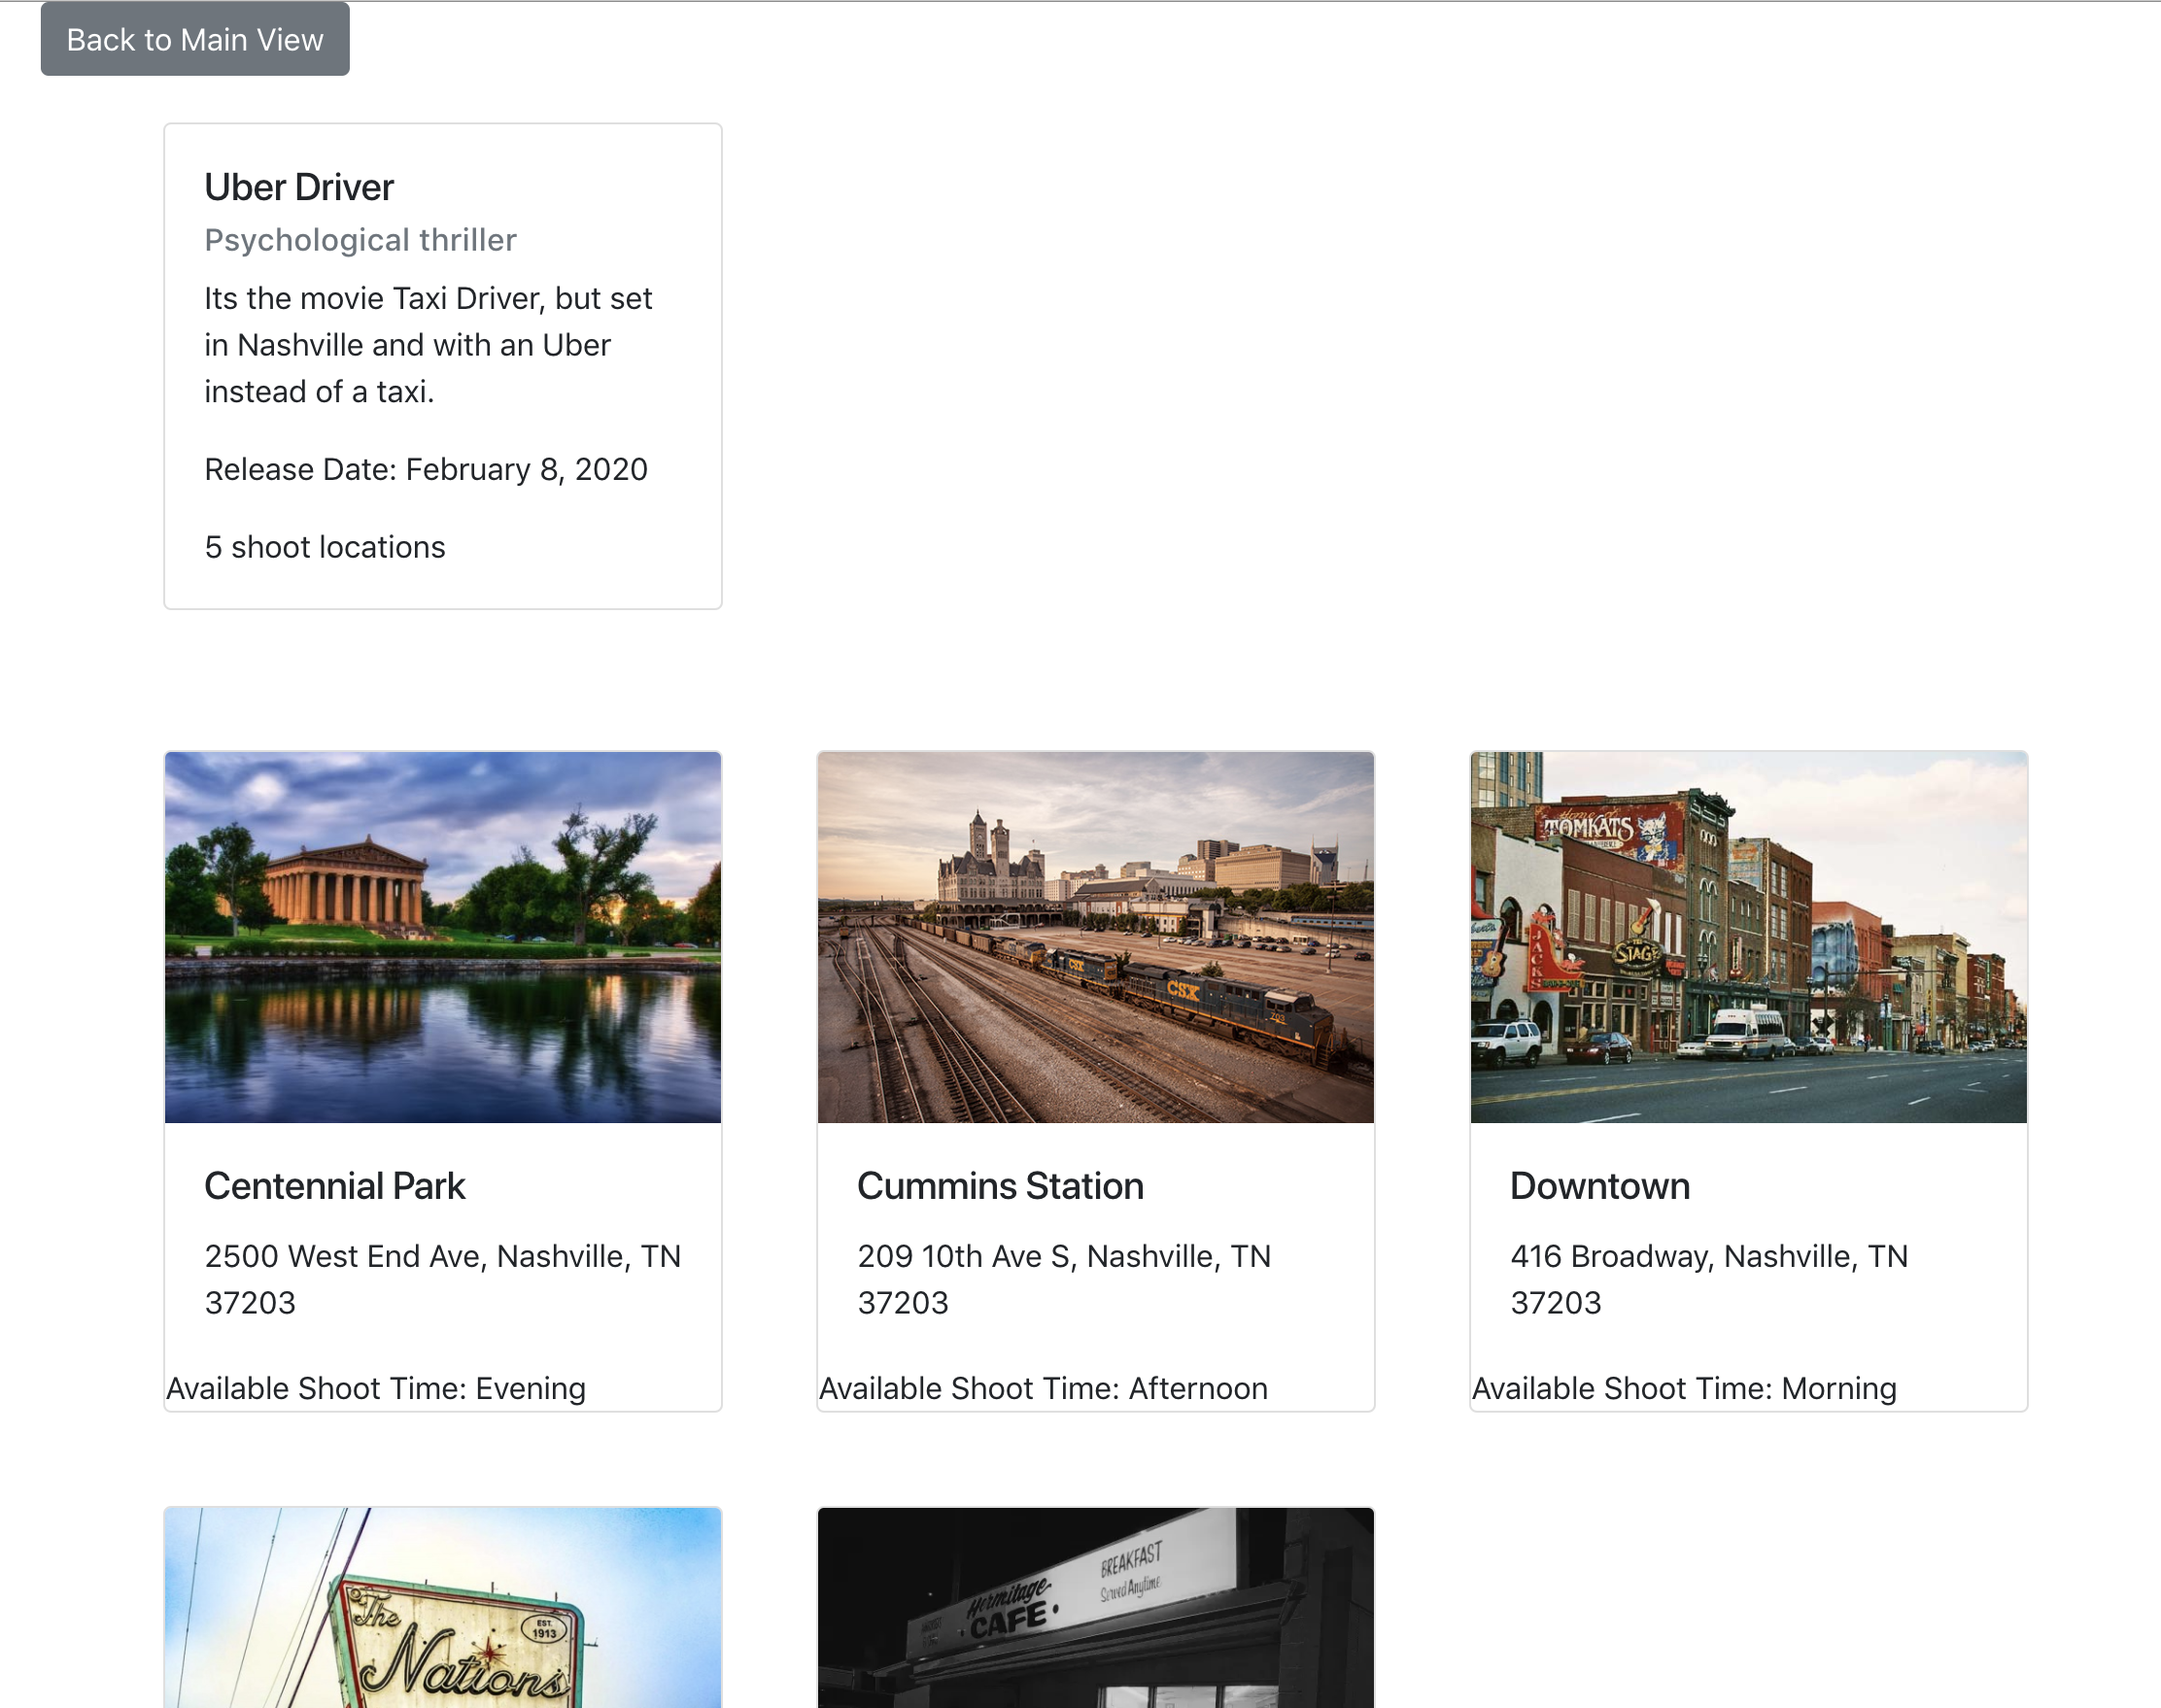 Back to Main View
Uber Driver
Psychological thriller
Its the movie Taxi Driver, but set
in Nashville and with an Uber
instead of a taxi.
Release Date: February 8, 2020
5 shoot locations
TOMKATS
JACKS
STAGE
CSX
CSX
703
Centennial Park
2500 West End Ave, Nashville, TN
37203
Available Shoot Time: Evening
Cummins Station
209 10th Ave S, Nashville, TN
37203
Available Shoot Time: Afternoon
Downtown
416 Broadway, Nashville, TN
37203
Available Shoot Time: Morning
The
Nations
EST.
1913
Hermitage
CAFE
BREAKFAST
Served Anytime